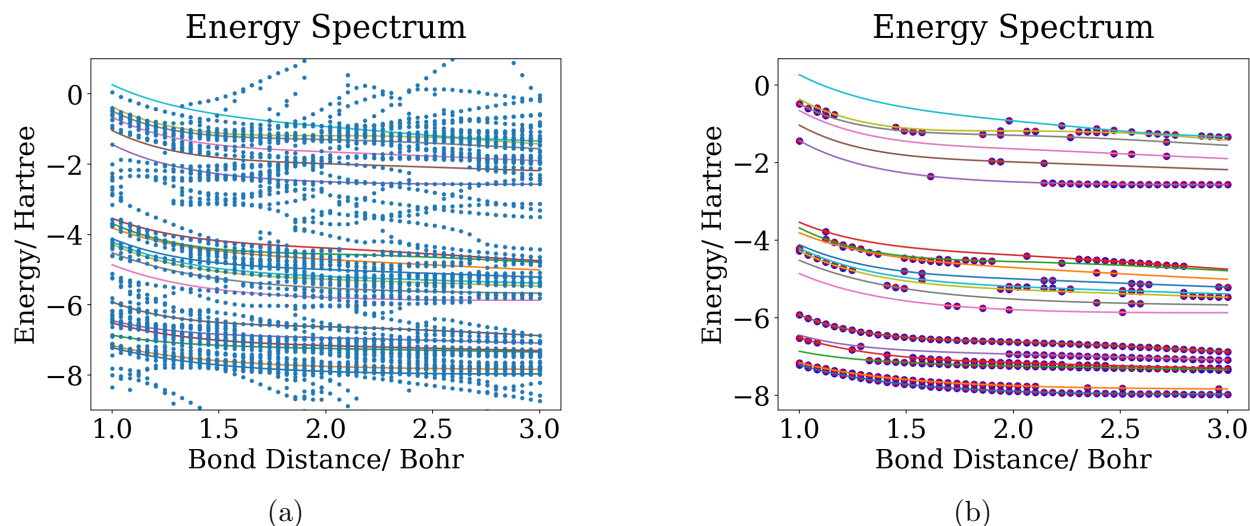 Energy Spectrum
Energy/ Hartree
0
−2
−4
−6
−8
1.0 1.5 2.0 2.5 3.0
Bond Distance/ Bohr
(a)
Energy Spectrum
Energy/ Hartree
0
−2
−4
−6
−8
1.0 1.5 2.0 2.5 3.0
Bond Distance/ Bohr
(b)